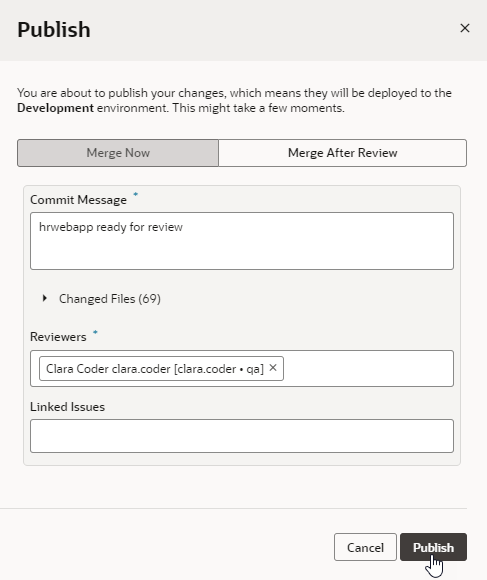 Publish
You are about to publish your changes, which means they will be deployed to the
Development environment. This might take a few moments.
Merge Now
Merge After Review
Commit Message *
hrwebapp ready for review
Changed Files (69)
Reviewers *
Clara Coder clara.coder [clara.coder • qa] ×
Linked Issues
Cancel
Publish